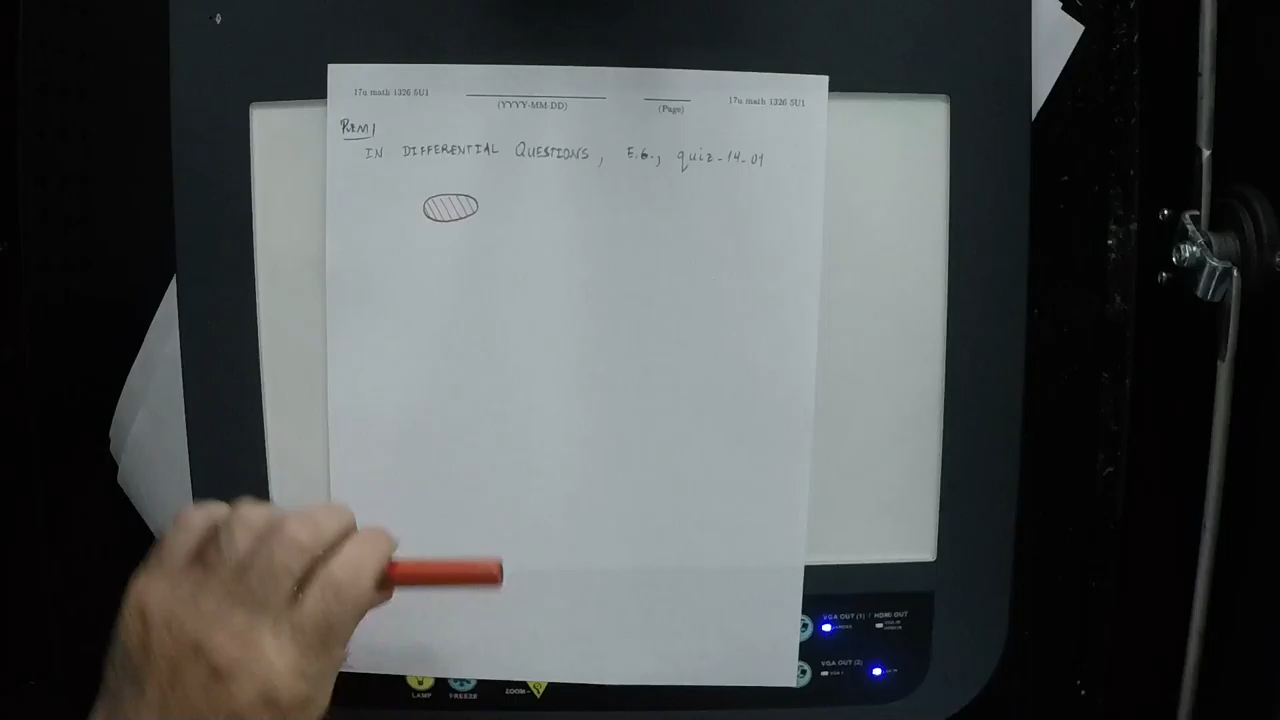 17u math 1326 5U1
(YYYY-MM-DD)
(Page)
17u math 1326 5U1
REM1
IN DIFFERENTIAL QUESTIONS, E.G., quiz-14-01
VGA OUT (1) / HDMI OUT
VGA OUT (2)
LAMP
FREEZE
ZOOM-